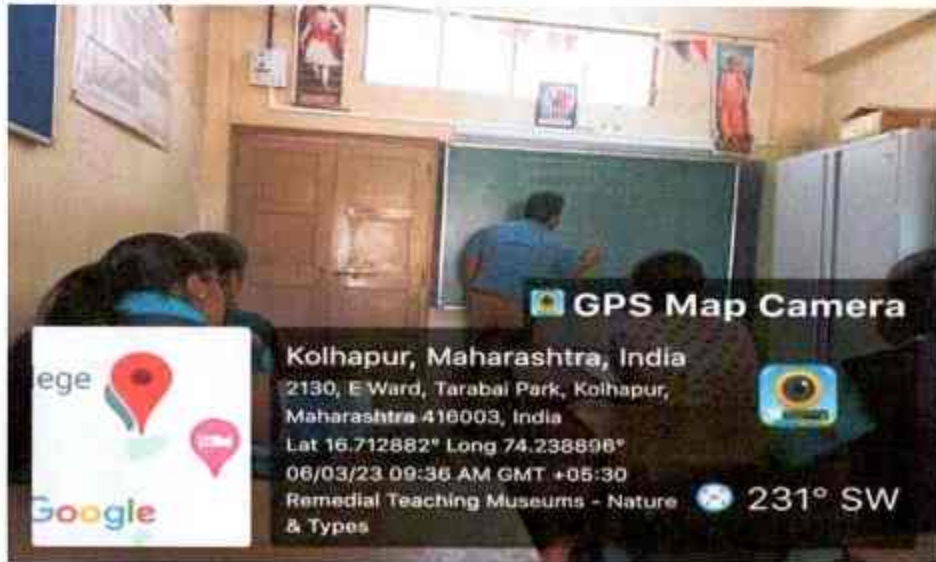 GPS Map Camera
Kolhapur, Maharashtra, India
2130, E Ward, Tarabai Park, Kolhapur,
Maharashtra 416003, India
Lat 16.712882° Long 74.238896°
06/03/23 09:36 AM GMT +05:30
Remedial Teaching Museums - Nature
& Types
231° SW
ege
Google